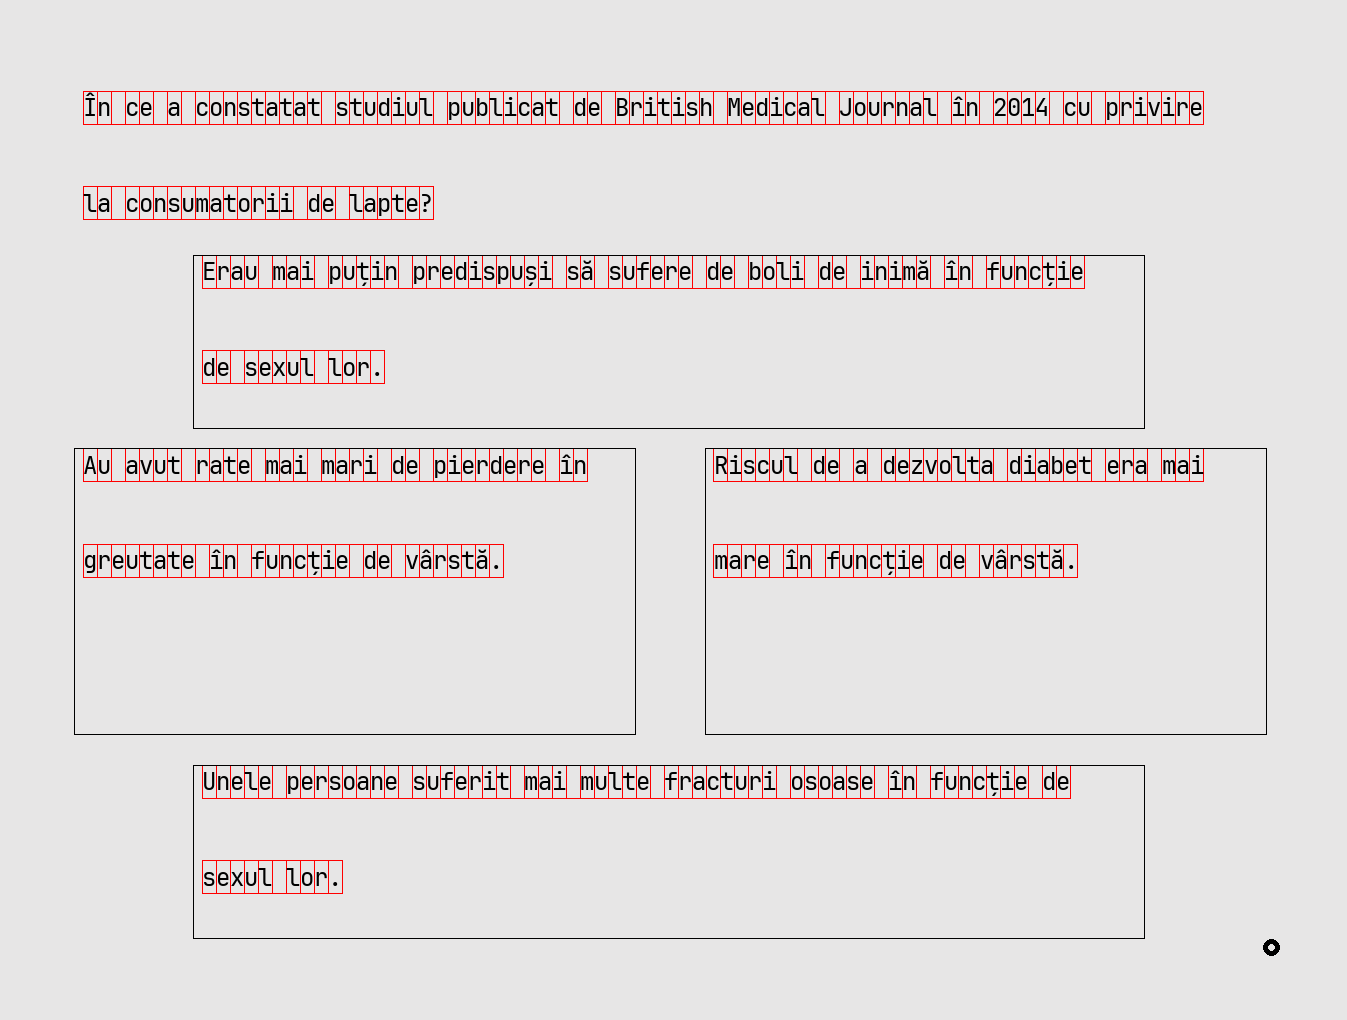 În ce a constatat studiul publicat de British Medical Journal în 2014 cu privire
la consumatorii de lapte?
Erau mai puțin predispuși să sufere de boli de inimă în funcție
de sexul lor.
Au avut rate mai mari de pierdere în
greutate în funcție de vârstă.
Riscul de a dezvolta diabet era mai
mare în funcție de vârstă.
Unele persoane suferit mai multe fracturi osoase în funcție de
sexul lor.